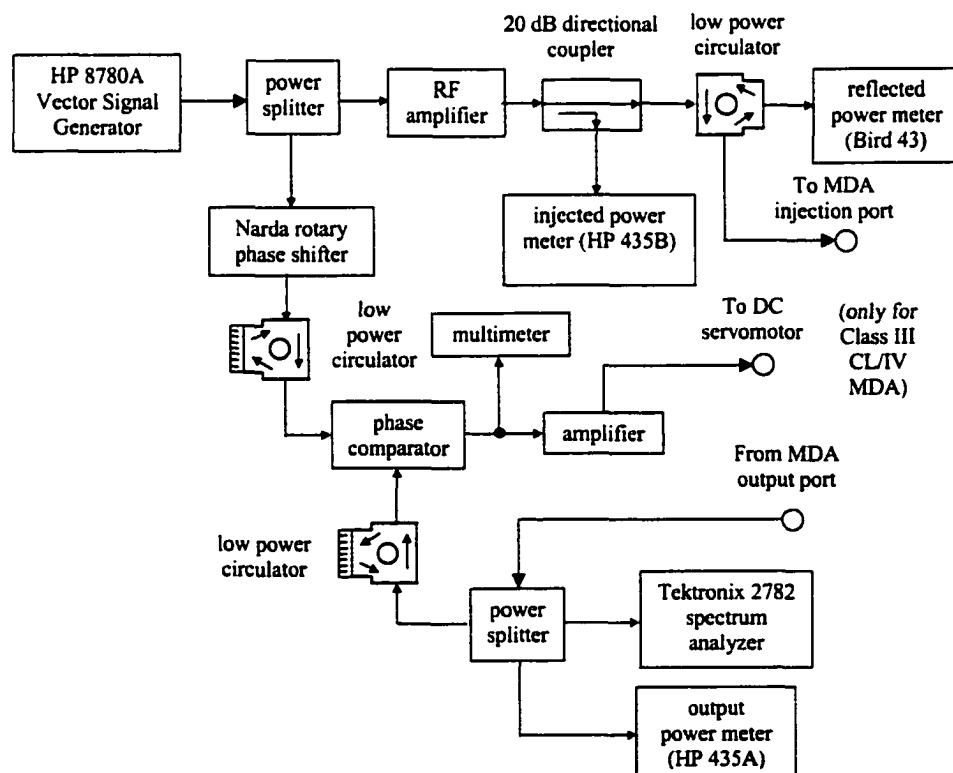 20 dB directional
coupler
low power
circulator
HP 8780A
Vector Signal
Generator
power
splitter
RF
amplifier
reflected
power meter
(Bird 43)
To MDA
injection port
injected power
meter (HP 435B)
Narda rotary
phase shifter
low
power
circulator
multimeter
To DC
servomotor
(only for
Class III
CL/IV
MDA)
phase
comparator
amplifier
From MDA
output port
low power
circulator
power
splitter
Tektronix 2782
spectrum
analyzer
output
power meter
(HP 435A)